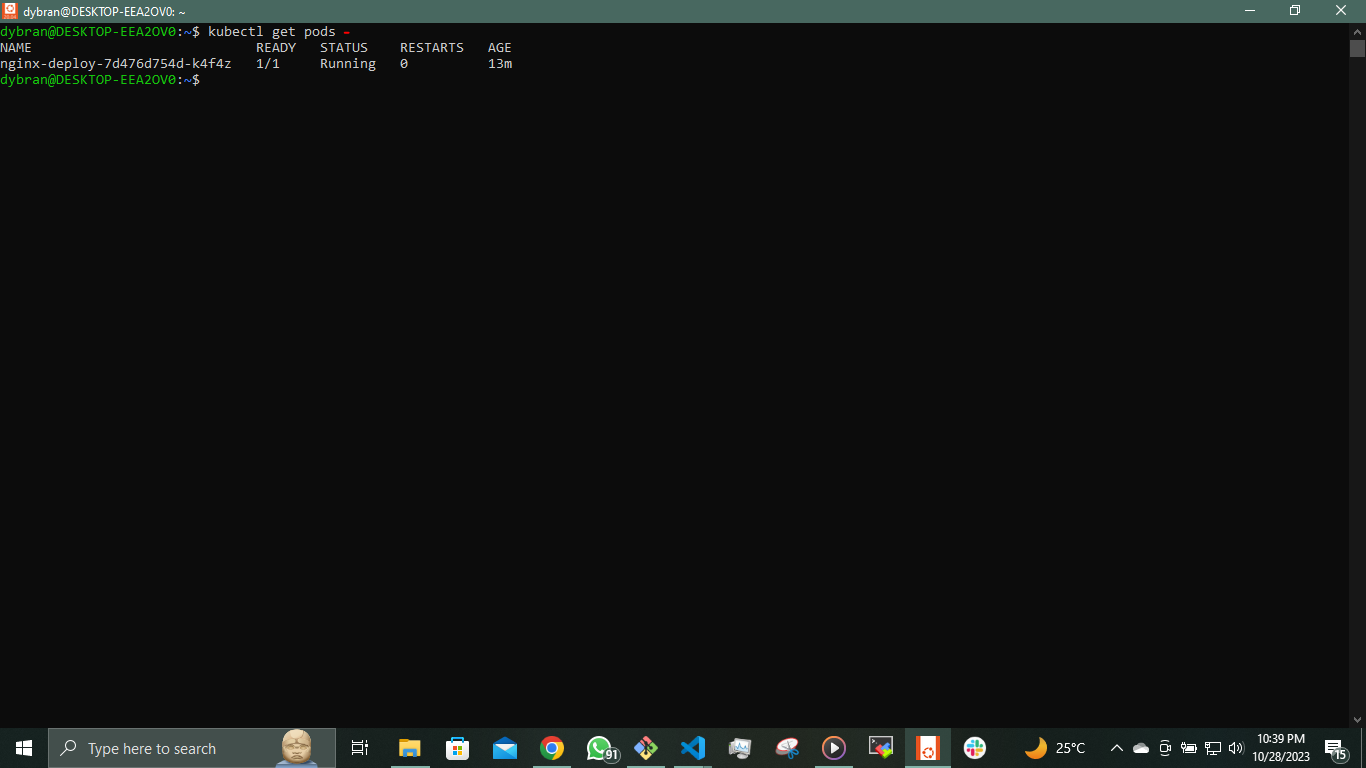 dybran@DESKTOP-EEA2OV0: ~
dybran@DESKTOP-EEA2OV0:~$ kubectl get pods -
NAME READY STATUS RESTARTS AGE
nginx-deploy-7d476d754d-k4f4z 1/1 Running 0 13m
dybran@DESKTOP-EEA2OV0:~$
Type here to search
91
25°C
10:39 PM
10/28/2023
15